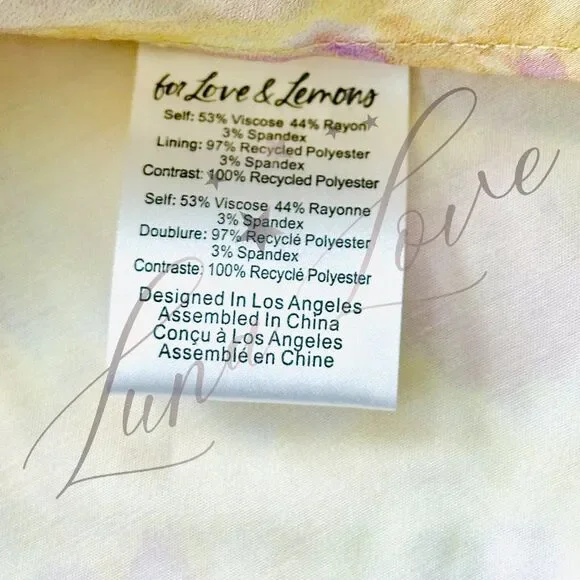 for Love & Lemons
Self: 53% Viscose 44% Rayon
3% Spandex
Lining: 97% Recycled Polyester
3% Spandex
Contrast: 100% Recycled Polyester
Self: 53% Viscose 44% Rayonne
3% Spandex
Doublure: 97% Recyclé Polyester
3% Spandex
Contraste: 100% Recyclé Polyester
Designed In Los Angeles
Assembled In China
Conçu à Los Angeles
Assemblé en Chine
Luna Love